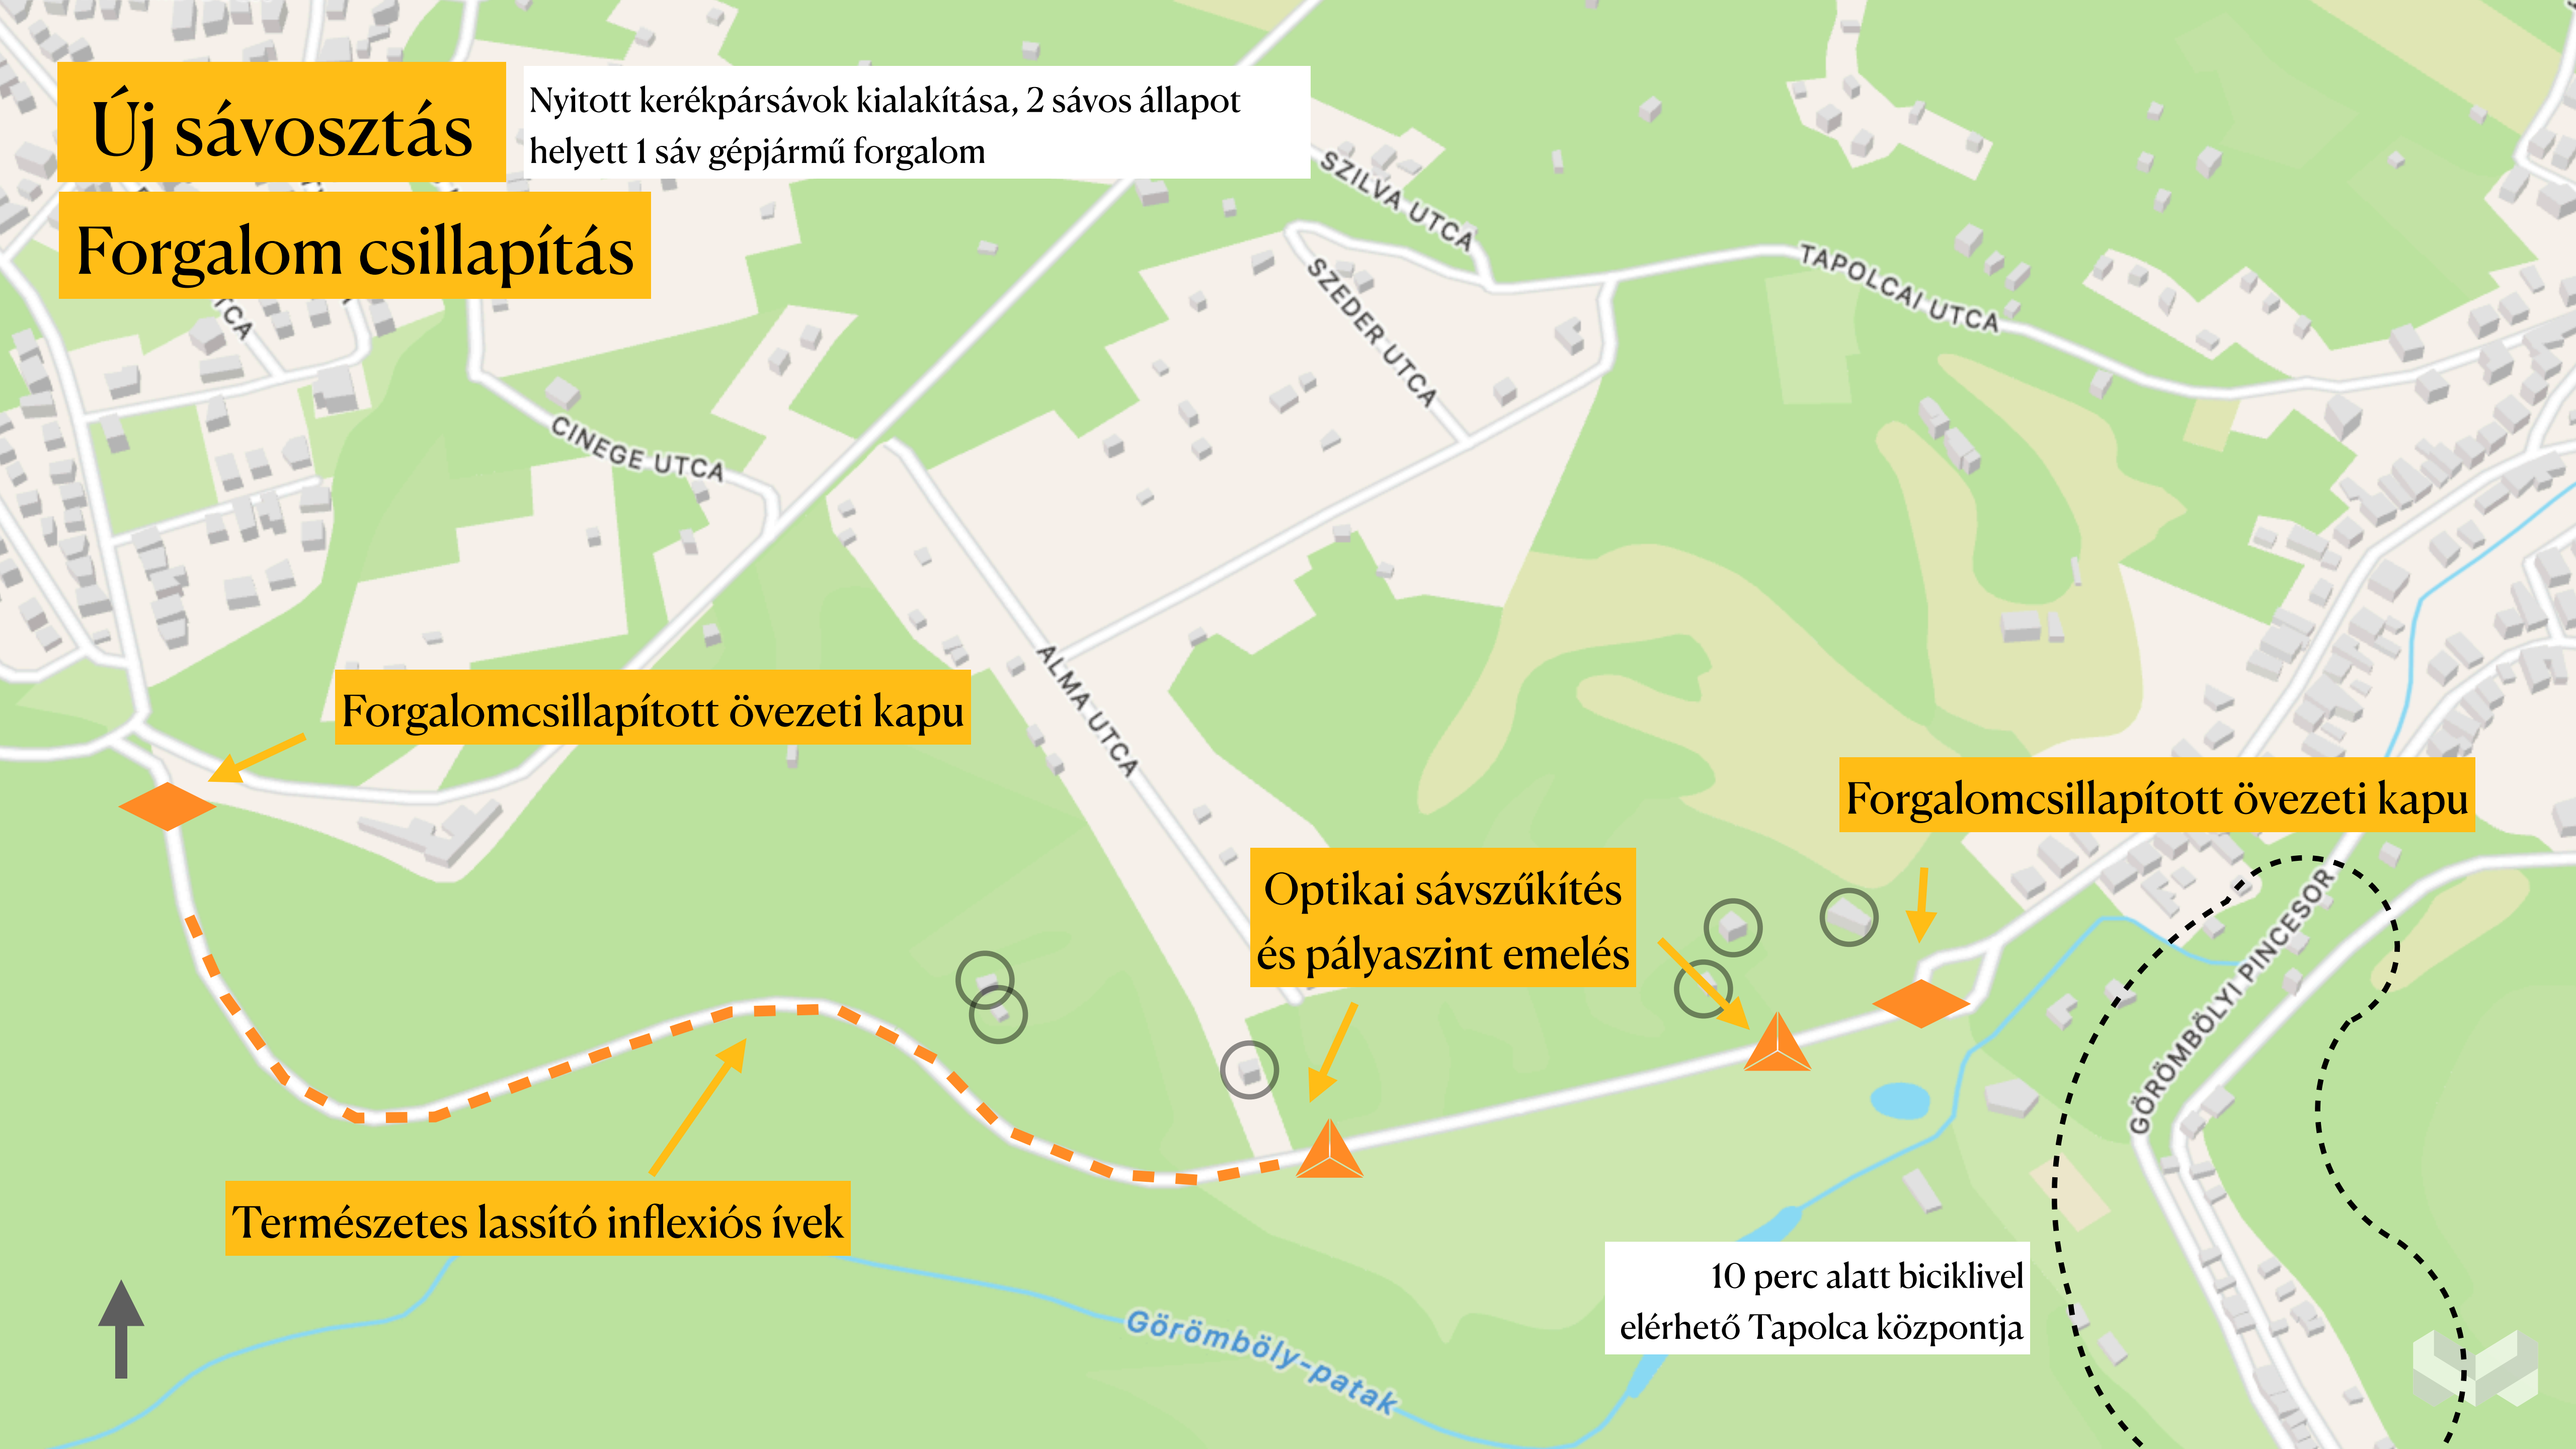 Új sávosztás
Nyitott kerékpársávok kialakítása, 2 sávos állapot
helyett 1 sáv gépjármű forgalom
Forgalom csillapítás
TCA
SZILVA UTCA
SZEDER UTCA
TAPOLCAI UTCA
CINEGE UTCA
ALMA UTCA
Forgalomcsillapított övezeti kapu
Forgalomcsillapított övezeti kapu
Optikai sávszűkítés
és pályaszint emelés
GÖRÖMBÖLYI PINCESOR
Természetes lassító inflexiós ívek
10 perc alatt biciklivel
elérhető Tapolca központja
Görömböly-patak